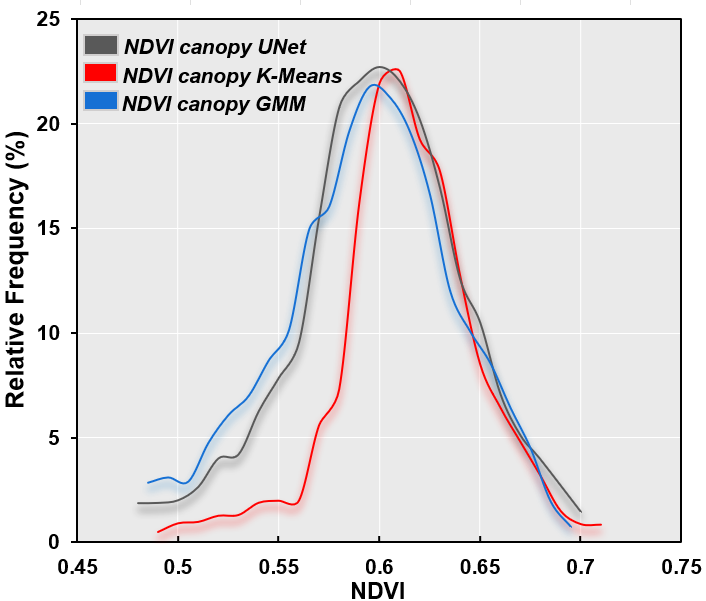 25
NDVI canopy UNet
NDVI canopy K-Means
NDVI canopy GMM
20
15
10
5
0
Relative Frequency (%)
0.45 0.5 0.55 0.6 0.65 0.7 0.75
NDVI